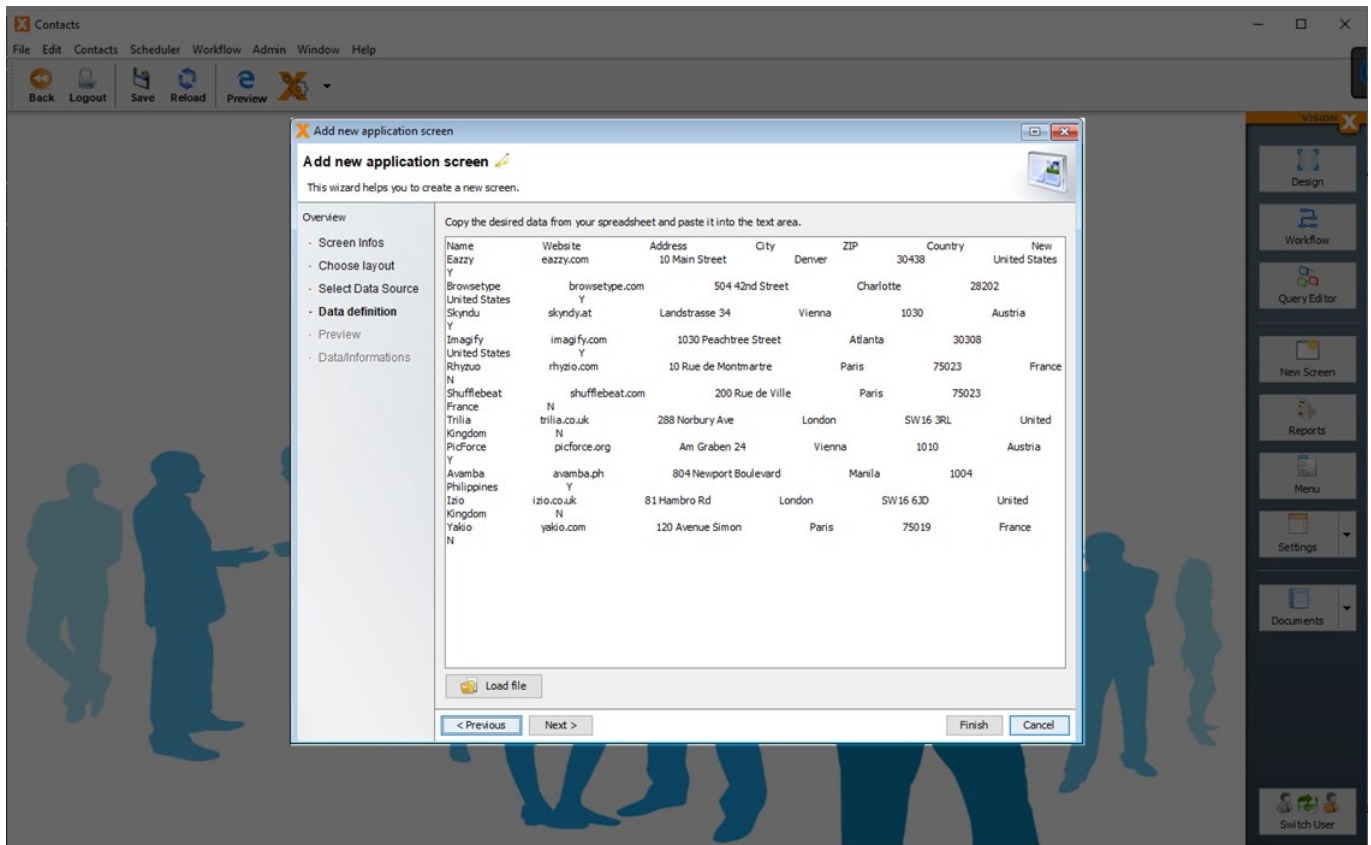 Contacts
File Edit Contacts Scheduler Workflow Admin Window Help
Back Logout Save Reload Preview
VISION X
Add new application screen
Add new application screen
This wizard helps you to create a new screen.
Overview
· Screen Infos
· Choose layout
· Select Data Source
· Data definition
· Preview
· Data/Informations
Copy the desired data from your spreadsheet and paste it into the text area.
Name Website Address City ZIP Country New
Eazzy eazzy.com 10 Main Street Denver 30438 United States
Y
Browsetype browsetype.com 504 42nd Street Charlotte 28202
United States Y
Skyndu skyndy.at Landstrasse 34 Vienna 1030 Austria
Y
Imagify imagify.com 1030 Peachtree Street Atlanta 30308
United States Y
Rhyzuo rhyzio.com 10 Rue de Montmartre Paris 75023 France
N
Shufflebeat shufflebeat.com 200 Rue de Ville Paris 75023
France N
Trilia trilia.co.uk 288 Norbury Ave London SW16 3RL United
Kingdom N
PicForce picforce.org Am Graben 24 Vienna 1010 Austria
Y
Avamba avamba.ph 804 Newport Boulevard Manila 1004
Philippines Y
Izio izio.co.uk 81 Hambro Rd London SW16 6JD United
Kingdom N
Yakio yakio.com 120 Avenue Simon Paris 75019 France
N
Load file
< Previous Next > Finish Cancel
Design
Workflow
Query Editor
New Screen
Reports
Menu
Settings
Documents
Switch User